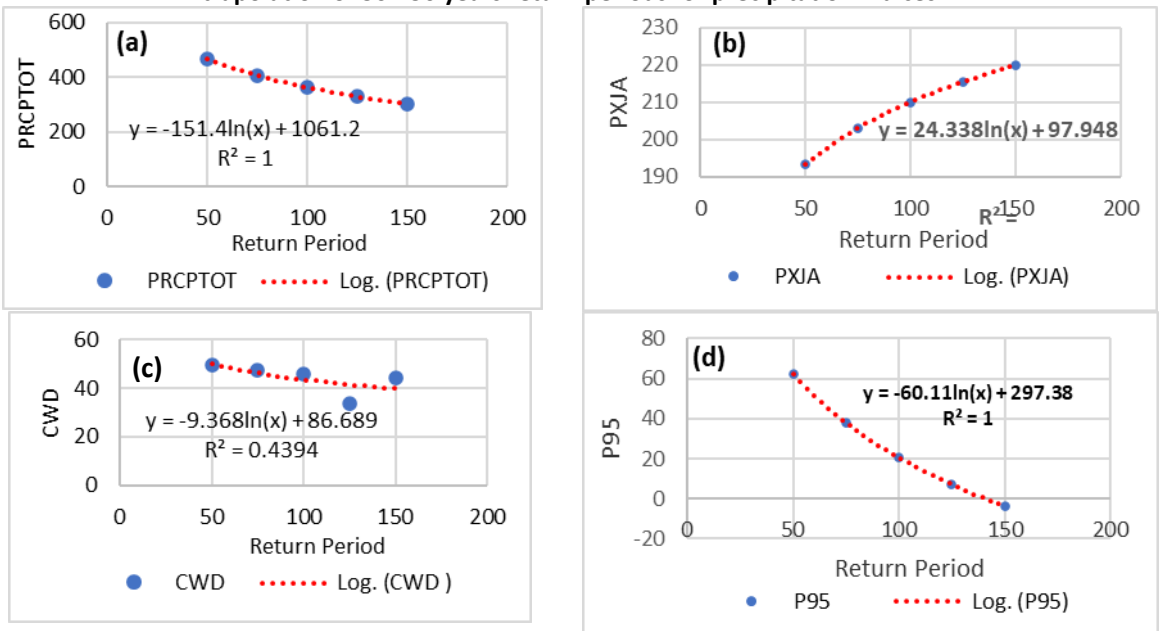 (a)
600
400
200
0
PRCPTOT
y = -151.4ln(x) + 1061.2
R² = 1
0 50 100 150 200
Return Period
PRCPTOT Log. (PRCPTOT)
(b)
230
220
210
200
190
PXJA
y = 24.338ln(x) + 97.948
R² =
0 50 100 150 200
Return Period
PXJA Log. (PXJA)
(c)
60
40
20
0
CWD
y = -9.368ln(x) + 86.689
R² = 0.4394
0 50 100 150 200
Return Period
CWD Log. (CWD )
(d)
80
60
40
20
0
-20
P95
y = -60.11ln(x) + 297.38
R² = 1
0 50 100 150 200
Return Period
P95 Log. (P95)